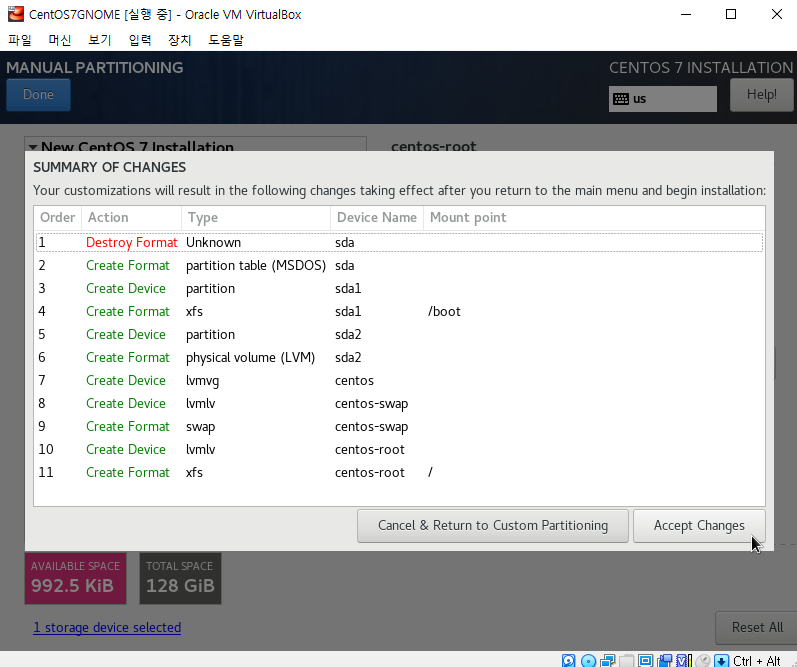 CentOS7GNOME [실행 중] - Oracle VM VirtualBox
파일 머신 보기 입력 장치 도움말
MANUAL PARTITIONING
CENTOS 7 INSTALLATION
Done
us
Help!
New CentOS 7 Installation
centos-root
SUMMARY OF CHANGES
Your customizations will result in the following changes taking effect after you return to the main menu and begin installation:
Order Action Type Device Name Mount point
1 Destroy Format Unknown sda
2 Create Format partition table (MSDOS) sda
3 Create Device partition sda1
4 Create Format xfs sda1 /boot
5 Create Device partition sda2
6 Create Format physical volume (LVM) sda2
7 Create Device lvmvg centos
8 Create Device lvmlv centos-swap
9 Create Format swap centos-swap
10 Create Device lvmlv centos-root
11 Create Format xfs centos-root /
Cancel & Return to Custom Partitioning
Accept Changes
AVAILABLE SPACE
992.5 KiB
TOTAL SPACE
128 GiB
1 storage device selected
Reset All
Ctrl + Alt